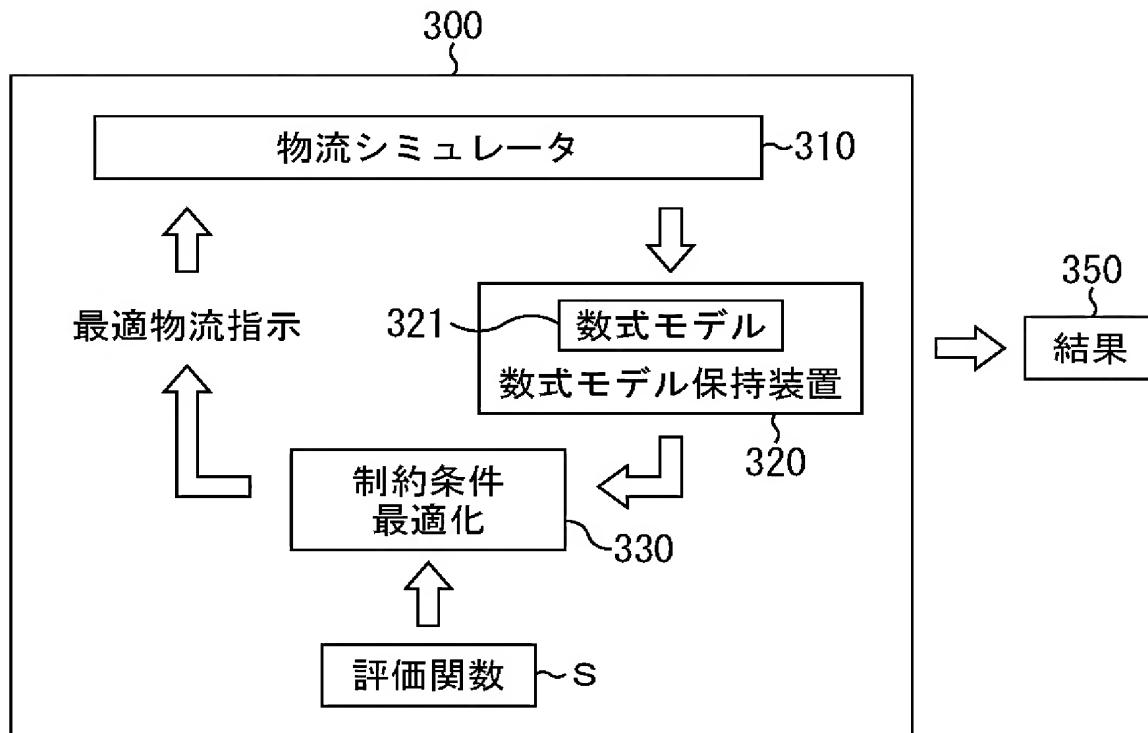 300
物流シミュレータ
310
350
最適物流指示
321
数式モデル
結果
数式モデル保持装置
320
制約条件
最適化
330
評価関数
S